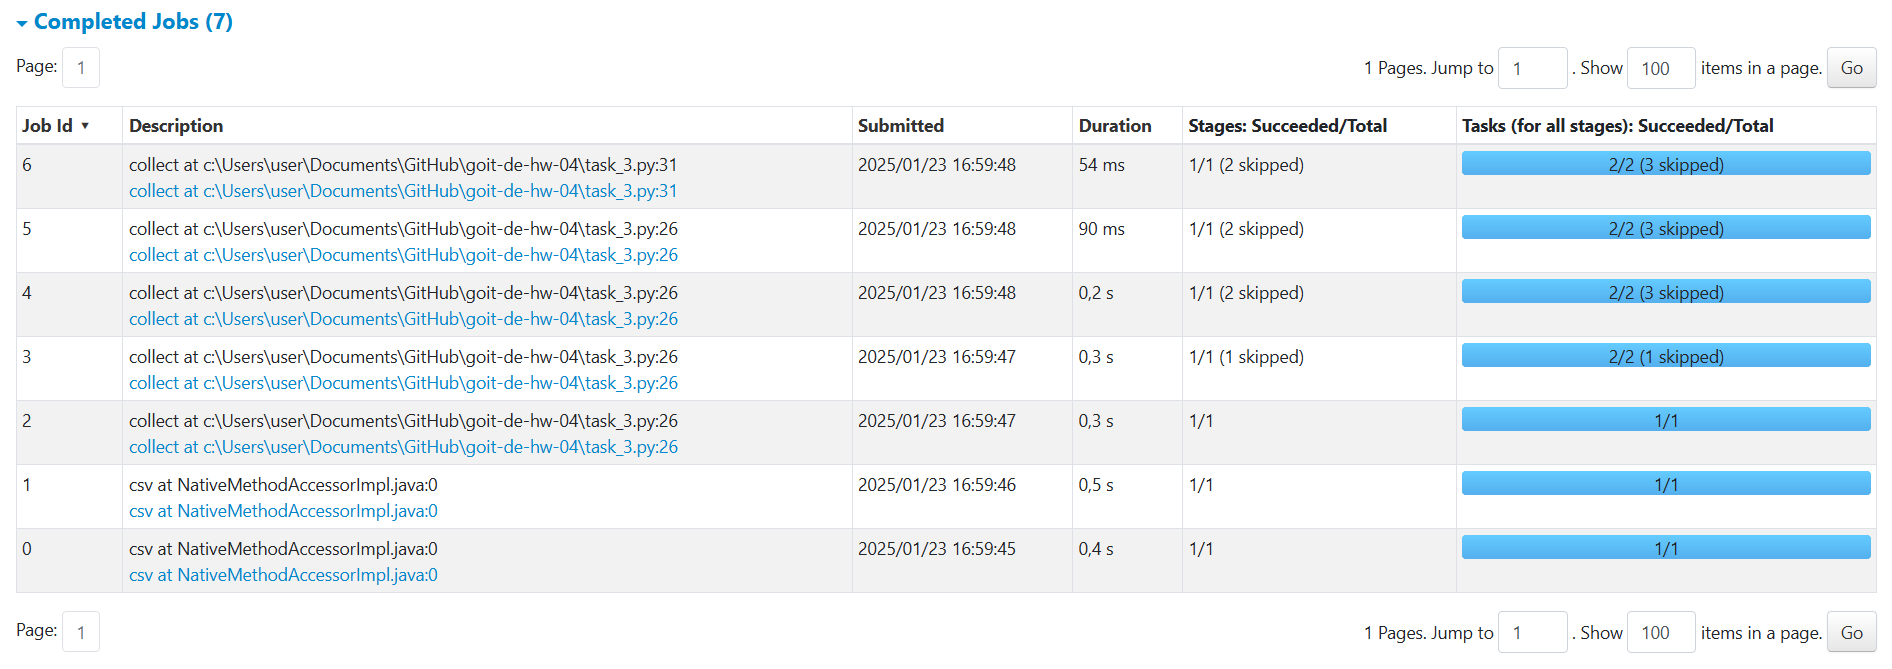 Completed Jobs (7)
Page: 1
1 Pages. Jump to 1 . Show 100 items in a page. Go
Job Id ▾ Description Submitted Duration Stages: Succeeded/Total Tasks (for all stages): Succeeded/Total
6 collect at c:\Users\user\Documents\GitHub\goit-de-hw-04\task_3.py:31 2025/01/23 16:59:48 54 ms 1/1 (2 skipped) 2/2 (3 skipped)
collect at c:\Users\user\Documents\GitHub\goit-de-hw-04\task_3.py:31
5 collect at c:\Users\user\Documents\GitHub\goit-de-hw-04\task_3.py:26 2025/01/23 16:59:48 90 ms 1/1 (2 skipped) 2/2 (3 skipped)
collect at c:\Users\user\Documents\GitHub\goit-de-hw-04\task_3.py:26
4 collect at c:\Users\user\Documents\GitHub\goit-de-hw-04\task_3.py:26 2025/01/23 16:59:48 0,2 s 1/1 (2 skipped) 2/2 (3 skipped)
collect at c:\Users\user\Documents\GitHub\goit-de-hw-04\task_3.py:26
3 collect at c:\Users\user\Documents\GitHub\goit-de-hw-04\task_3.py:26 2025/01/23 16:59:47 0,3 s 1/1 (1 skipped) 2/2 (1 skipped)
collect at c:\Users\user\Documents\GitHub\goit-de-hw-04\task_3.py:26
2 collect at c:\Users\user\Documents\GitHub\goit-de-hw-04\task_3.py:26 2025/01/23 16:59:47 0,3 s 1/1 1/1
collect at c:\Users\user\Documents\GitHub\goit-de-hw-04\task_3.py:26
1 csv at NativeMethodAccessorImpl.java:0 2025/01/23 16:59:46 0,5 s 1/1 1/1
csv at NativeMethodAccessorImpl.java:0
0 csv at NativeMethodAccessorImpl.java:0 2025/01/23 16:59:45 0,4 s 1/1 1/1
csv at NativeMethodAccessorImpl.java:0
Page: 1
1 Pages. Jump to 1 . Show 100 items in a page. Go